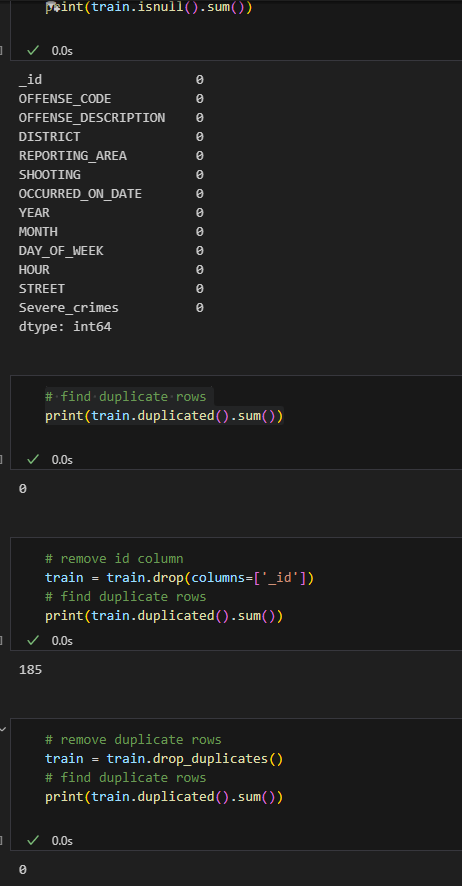 print(train.isnull().sum())
0.0s
_id 0
OFFENSE_CODE 0
OFFENSE_DESCRIPTION 0
DISTRICT 0
REPORTING_AREA 0
SHOOTING 0
OCCURRED_ON_DATE 0
YEAR 0
MONTH 0
DAY_OF_WEEK 0
HOUR 0
STREET 0
Severe_crimes 0
dtype: int64
# find duplicate rows
print(train.duplicated().sum())
] 0.0s
0
# remove id column
train = train.drop(columns=['_id'])
# find duplicate rows
print(train.duplicated().sum())
] 0.0s
185
# remove duplicate rows
train = train.drop_duplicates()
# find duplicate rows
print(train.duplicated().sum())
] 0.0s
0